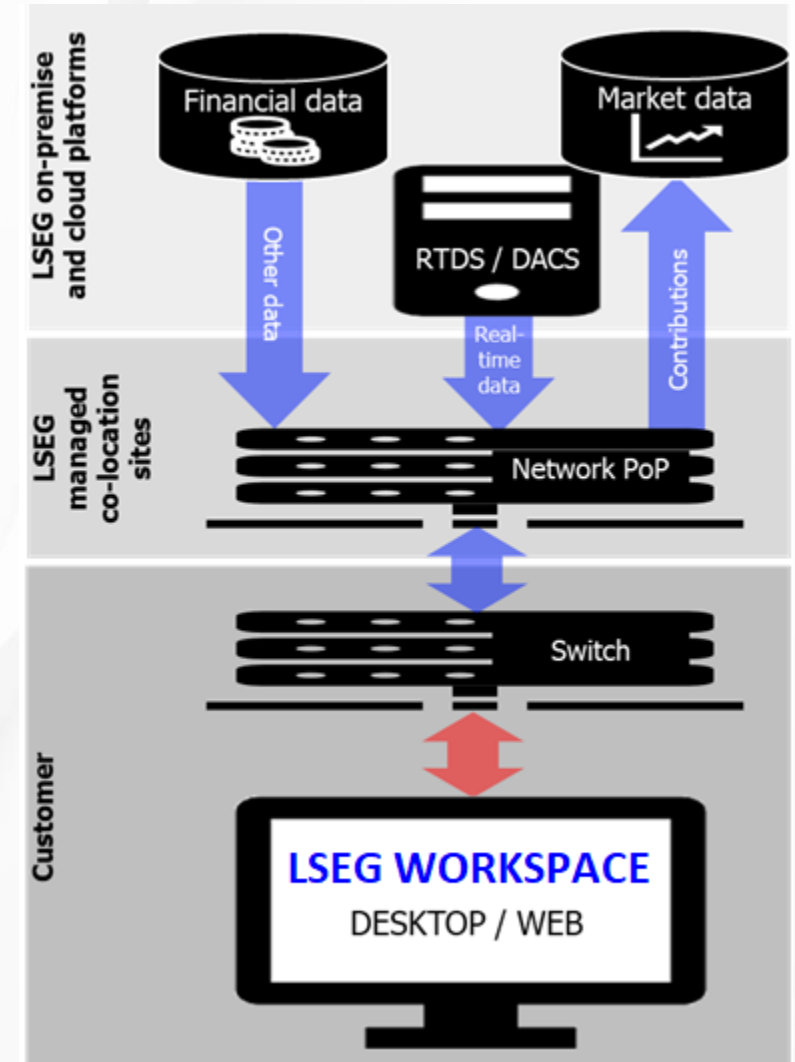 LSEG on-premise
and cloud platforms
Financial data
Market data
RTDS / DACS
Other data
Real-
time
data
Contributions
LSEG
managed
co-location
sites
Network PoP
Customer
Switch
LSEG WORKSPACE
DESKTOP / WEB